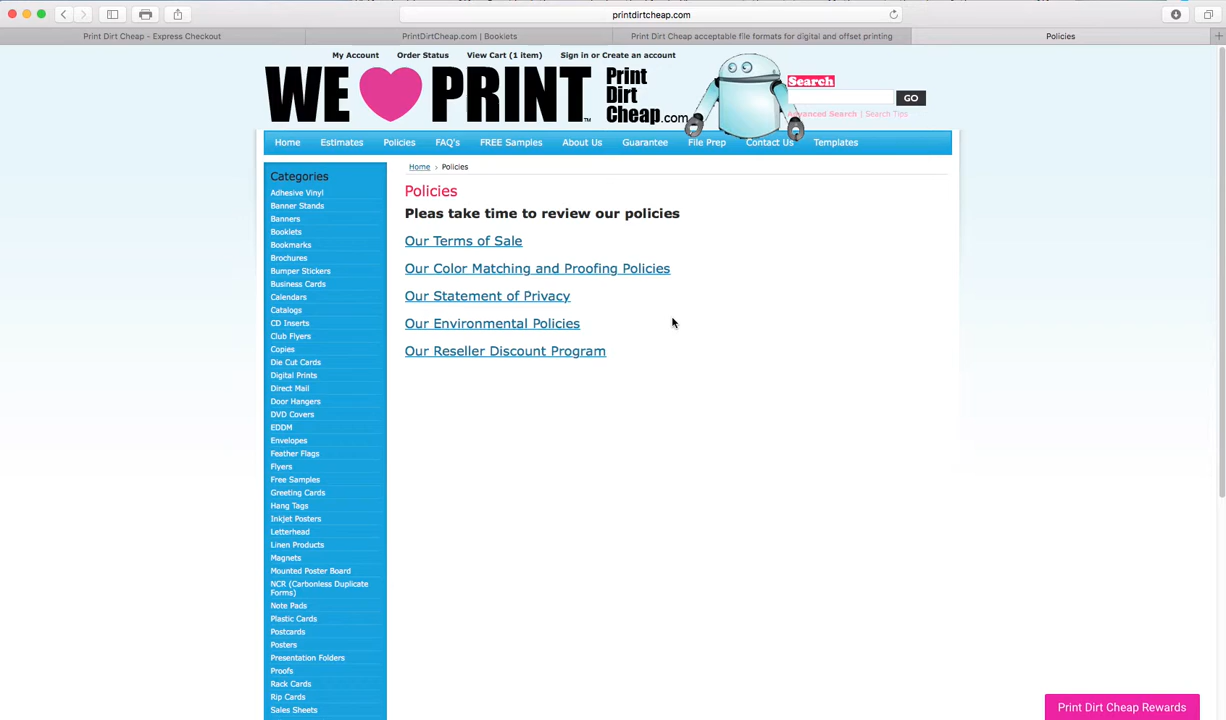 printdirtcheap.com
Print Dirt Cheap - Express Checkout
PrintDirtCheap.com | Booklets
Print Dirt Cheap acceptable file formats for digital and offset printing
Policies
My Account
Order Status
View Cart (1 item)
Sign in or Create an account
WE PRINT™
Print
Dirt
Cheap.com
Search
GO
Advanced Search | Search Tips
Home
Estimates
Policies
FAQ's
FREE Samples
About Us
Guarantee
File Prep
Contact Us
Templates
Categories
Adhesive Vinyl
Banner Stands
Banners
Booklets
Bookmarks
Brochures
Bumper Stickers
Business Cards
Calendars
Catalogs
CD Inserts
Club Flyers
Copies
Die Cut Cards
Digital Prints
Direct Mail
Door Hangers
DVD Covers
EDDM
Envelopes
Feather Flags
Flyers
Free Samples
Greeting Cards
Hang Tags
Inkjet Posters
Letterhead
Linen Products
Magnets
Mounted Poster Board
NCR (Carbonless Duplicate
Forms)
Note Pads
Plastic Cards
Postcards
Posters
Presentation Folders
Proofs
Rack Cards
Rip Cards
Sales Sheets
Home > Policies
Policies
Pleas take time to review our policies
Our Terms of Sale
Our Color Matching and Proofing Policies
Our Statement of Privacy
Our Environmental Policies
Our Reseller Discount Program
Print Dirt Cheap Rewards